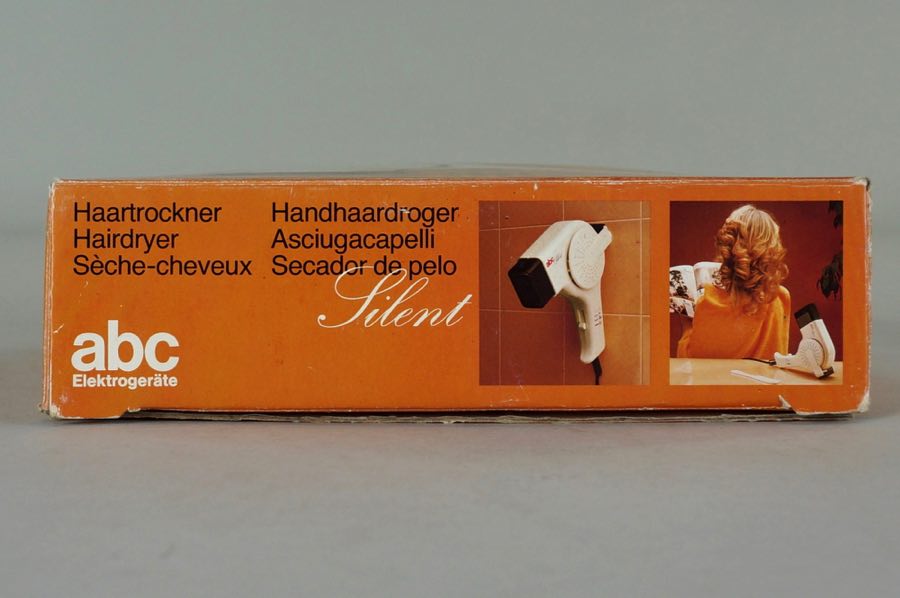 Haartrockner
Hairdryer
Sèche-cheveux
Handhaardroger
Asciugacapelli
Secador de pelo
Silent
abc
Elektrogeräte